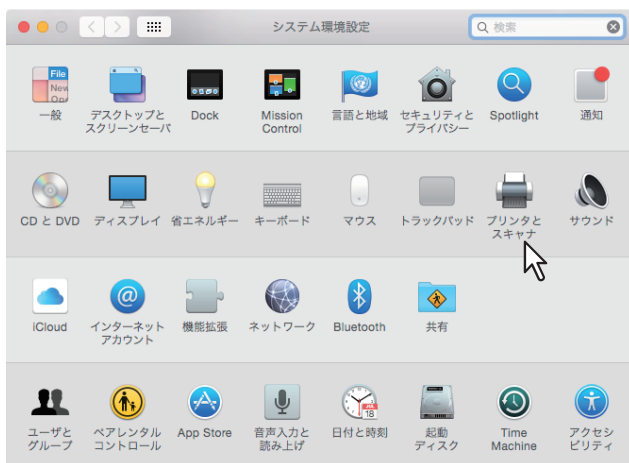 システム環境設定
検索
File
New
Ope
一般
デスクトップと
スクリーンセーバ
Dock
Mission
Control
言語と地域
セキュリティと
プライバシー
Spotlight
通知
CD と DVD
ディスプレイ
省エネルギー
キーボード
マウス
トラックパッド
プリンタと
スキャナ
サウンド
iCloud
インターネット
アカウント
機能拡張
ネットワーク
Bluetooth
共有
ユーザと
グループ
ペアレンタル
コントロール
App Store
音声入力と
読み上げ
JUL
18
日付と時刻
起動
ディスク
Time
Machine
アクセシ
ビリティ